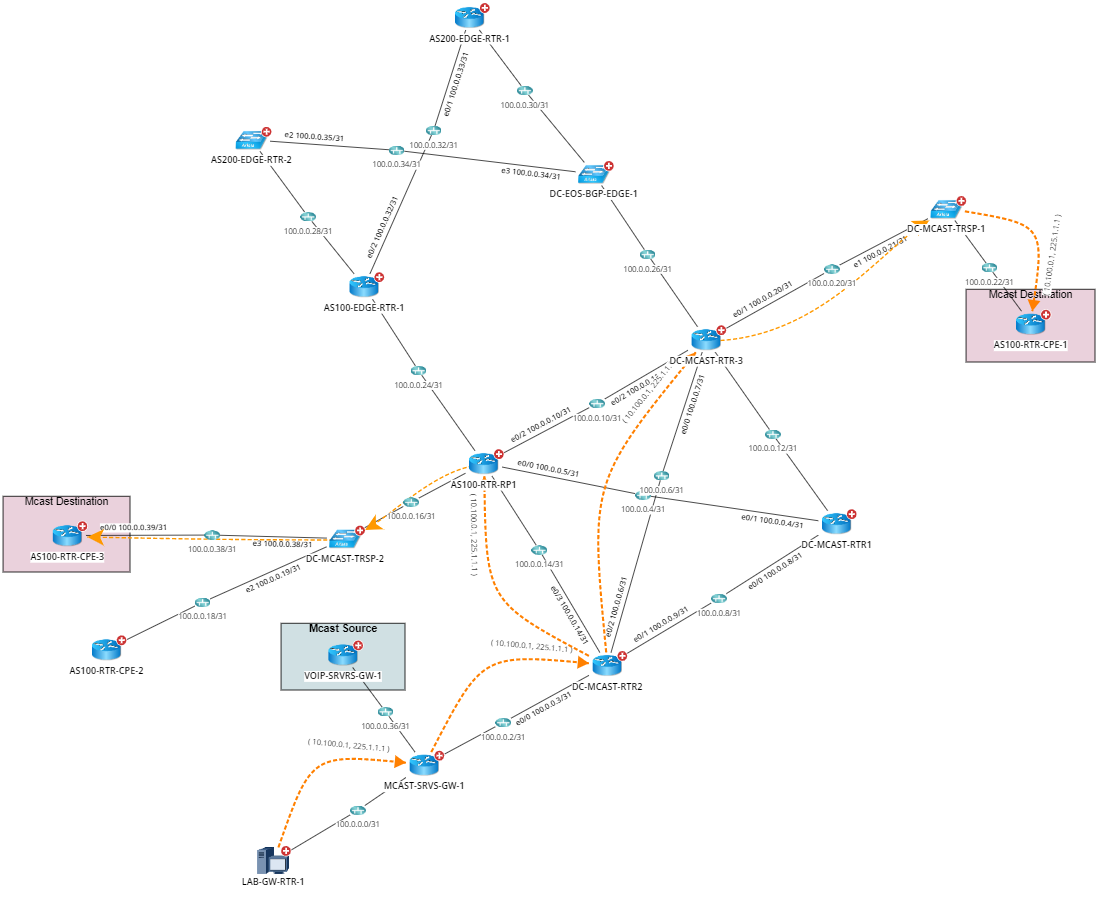 AS200-EDGE-RTR-1
e0/1 100.0.0.33/31
100.0.0.30/31
e2 100.0.0.35/31
100.0.0.32/31
AS200-EDGE-RTR-2
100.0.0.34/31
e3 100.0.0.34/31
Arista
DC-EOS-BGP-EDGE-1
e0/2 100.0.0.32/31
100.0.0.28/31
DC-MCAST-TRSP-1
e1 100.0.0.21/31
100.0.0.26/31
100.0.0.20/31
100.0.0.22/31
10.100.0.1, 225.1.1.1 )
Mcast Destination
AS100-EDGE-RTR-1
e0/1 100.0.0.20/31
AS100-RTR-CPE-1
DC-MCAST-RTR-3
100.0.0.24/31
e0/2 100.0.0.
( 10.100.0.1, 225.1.1.
e0/0 100.0.0.7/31
100.0.0.10/31
e0/2 100.0.0.10/31
100.0.0.12/31
e0/0 100.0.0.5/31
AS100-RTR-RP1
100.0.0.6/31
100.0.0.4/31
Mcast Destination
100.0.0.16/31
e0/1 100.0.0.4/31
e0/0 100.0.0.39/31
( 10.100.0.1, 225.1.1.1 )
AS100-RTR-CPE-3
100.0.0.38/31
e3 100.0.0.38/31
DC-MCAST-TRSP-2
DC-MCAST-RTR1
100.0.0.14/31
e2 100.0.0.19/31
e0/0 100.0.0.8/31
100.0.0.18/31
e0/3 100.0.0.14/31
e0/2 100.0.0.6/31
100.0.0.8/31
e0/1 100.0.0.9/31
Mcast Source
AS100-RTR-CPE-2
VOIP-SRVRS-GW-1
( 10.100.0.1, 225.1.1.1 )
DC-MCAST-RTR2
100.0.0.36/31
e0/0 100.0.0.3/31
100.0.0.2/31
( 10.100.0.1, 225.1.1.1 )
MCAST-SRVS-GW-1
100.0.0.0/31
LAB-GW-RTR-1